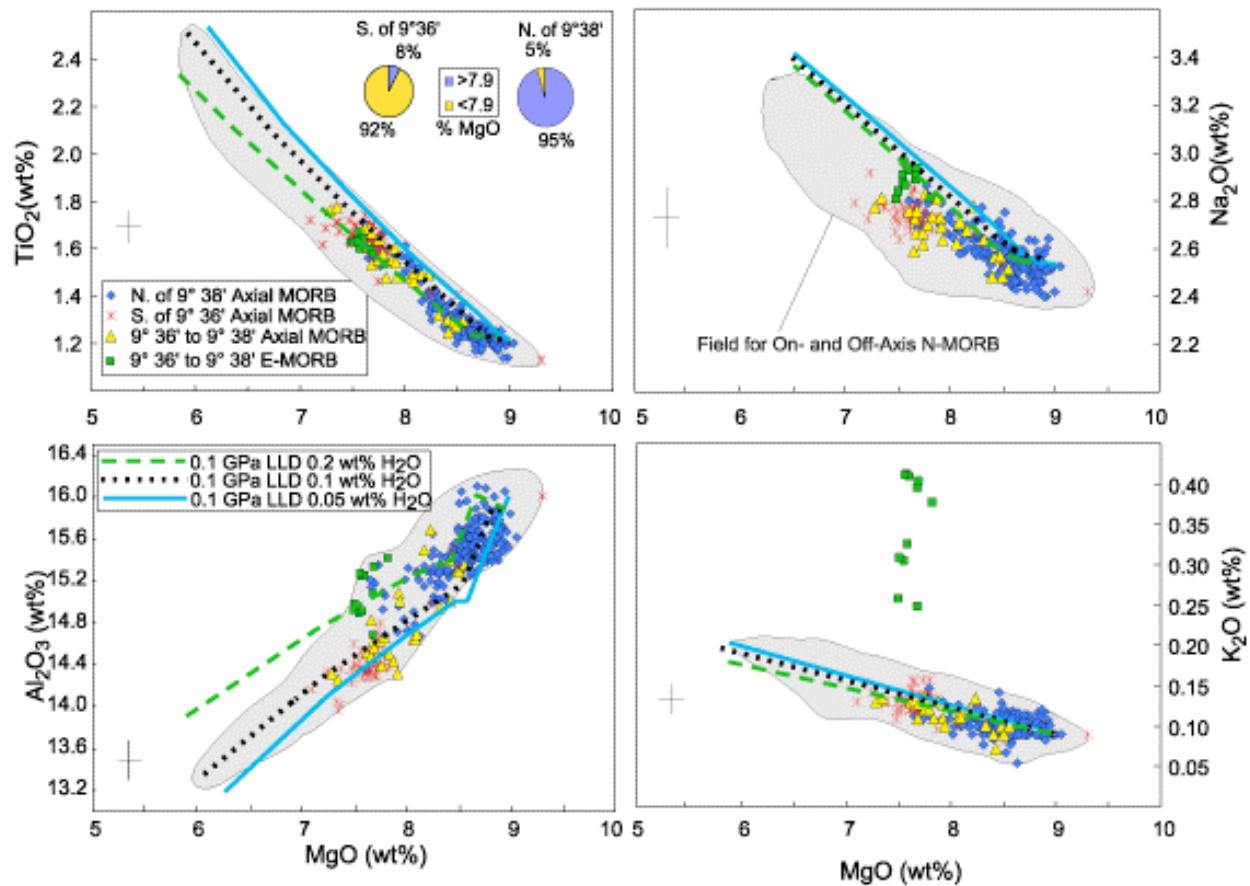 S. of 9°36'
N. of 9°38'
8%
5%
>7.9
<7.9
% MgO
92%
95%
2.4
2.2
2.0
1.8
1.6
1.4
1.2
TiO2(wt%)
N. of 9° 38' Axial MORB
S. of 9° 36' Axial MORB
9° 36' to 9° 38' Axial MORB
9° 36' to 9° 38' E-MORB
5 6 7 8 9 10
3.4
3.2
3.0
2.8
2.6
2.4
2.2
Na2O(wt%)
Field for On- and Off-Axis N-MORB
5 6 7 8 9 10
16.4
16.0
15.6
15.2
14.8
14.4
14.0
13.6
13.2
Al2O3 (wt%)
0.1 GPa LLD 0.2 wt% H2O
0.1 GPa LLD 0.1 wt% H2O
0.1 GPa LLD 0.05 wt% H2O
5 6 7 8 9 10
MgO (wt%)
0.40
0.35
0.30
0.25
0.20
0.15
0.10
0.05
K2O (wt%)
5 6 7 8 9 10
MgO (wt%)